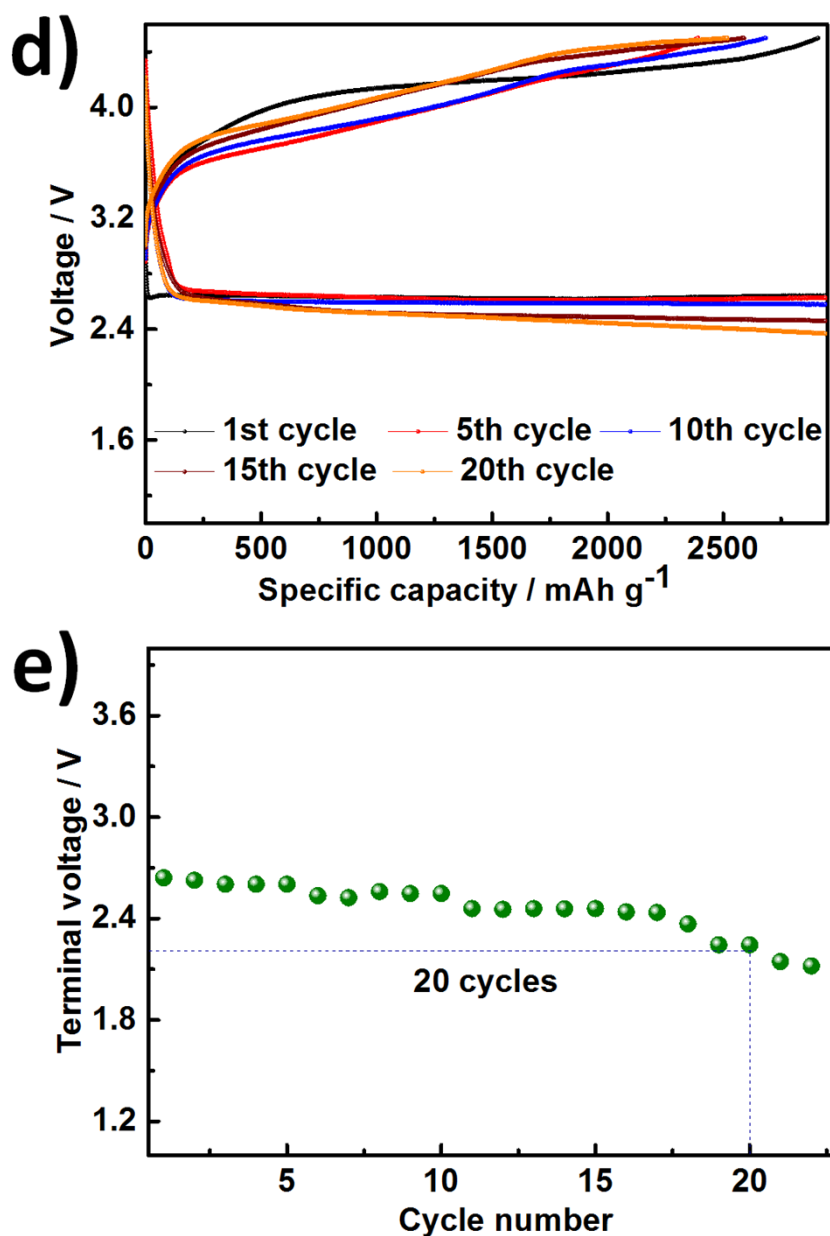 d)
Voltage / V
4.0
3.2
2.4
1.6
1st cycle 5th cycle 10th cycle
15th cycle 20th cycle
0 500 1000 1500 2000 2500
Specific capacity / mAh g⁻¹
e)
Terminal voltage / V
3.6
3.0
2.4
1.8
1.2
20 cycles
5 10 15 20
Cycle number